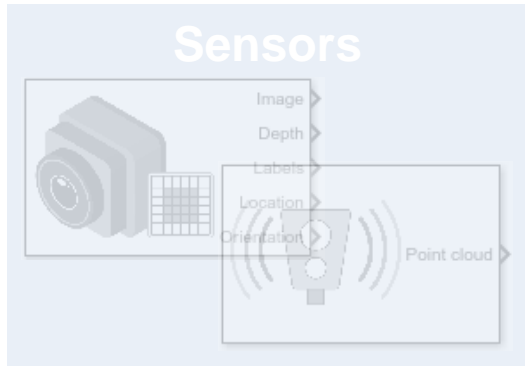 Sensors
Image
Depth
Labels
Location
Orientation
Point cloud